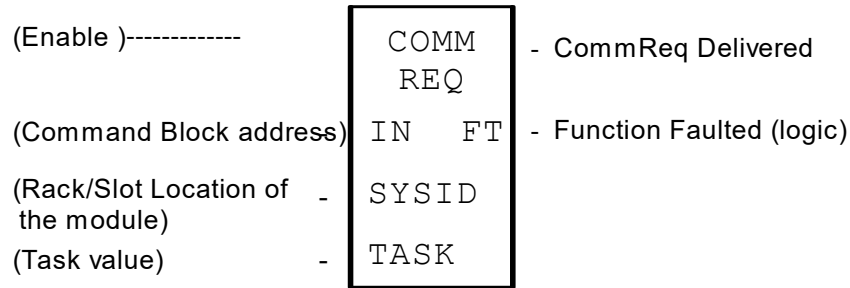 (Enable )------------- COMM - CommReq Delivered
REQ
(Command Block address) - IN FT - Function Faulted (logic)
(Rack/Slot Location of - SYSID
the module)
(Task value) - TASK